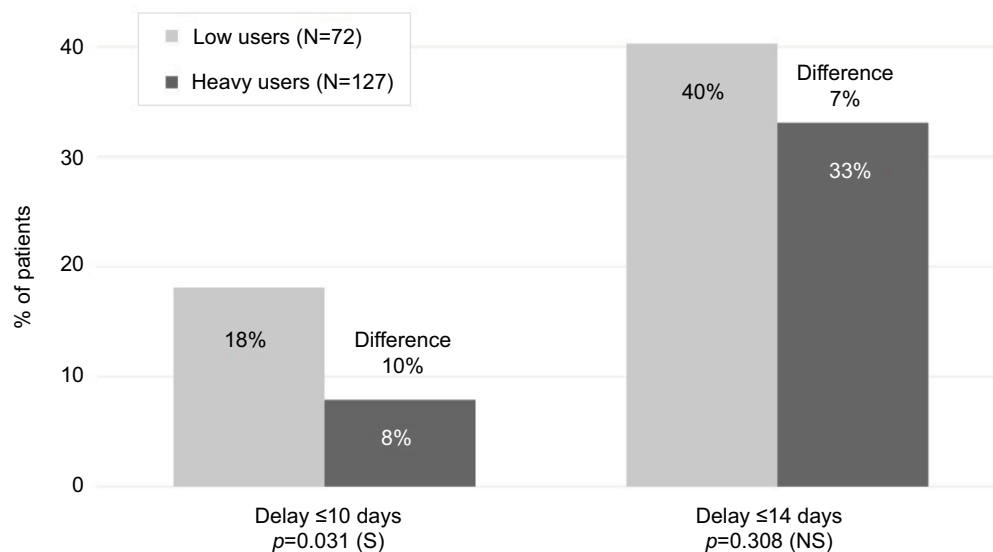 Low users (N=72)
Heavy users (N=127)
% of patients
40
30
20
10
0
18%
Difference
10%
8%
40%
Difference
7%
33%
Delay ≤10 days
p=0.031 (S)
Delay ≤14 days
p=0.308 (NS)